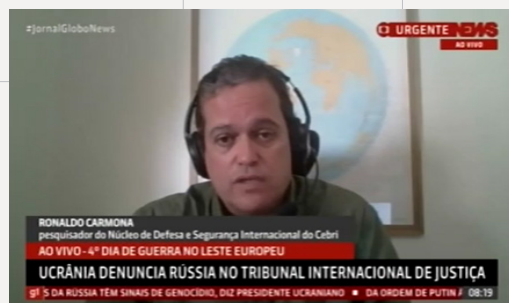 #JornalGloboNews
URGENTE NEWS
AO VIVO
RONALDO CARMONA
pesquisador do Núcleo de Defesa e Segurança Internacional do Cebri
AO VIVO - 4º DIA DE GUERRA NO LESTE EUROPEU
UCRÂNIA DENUNCIA RÚSSIA NO TRIBUNAL INTERNACIONAL DE JUSTIÇA
g1 S DA RÚSSIA TÊM SINAIS DE GENOCÍDIO, DIZ PRESIDENTE UCRANIANO ■ DA ORDEM DE PUTIN 08:19